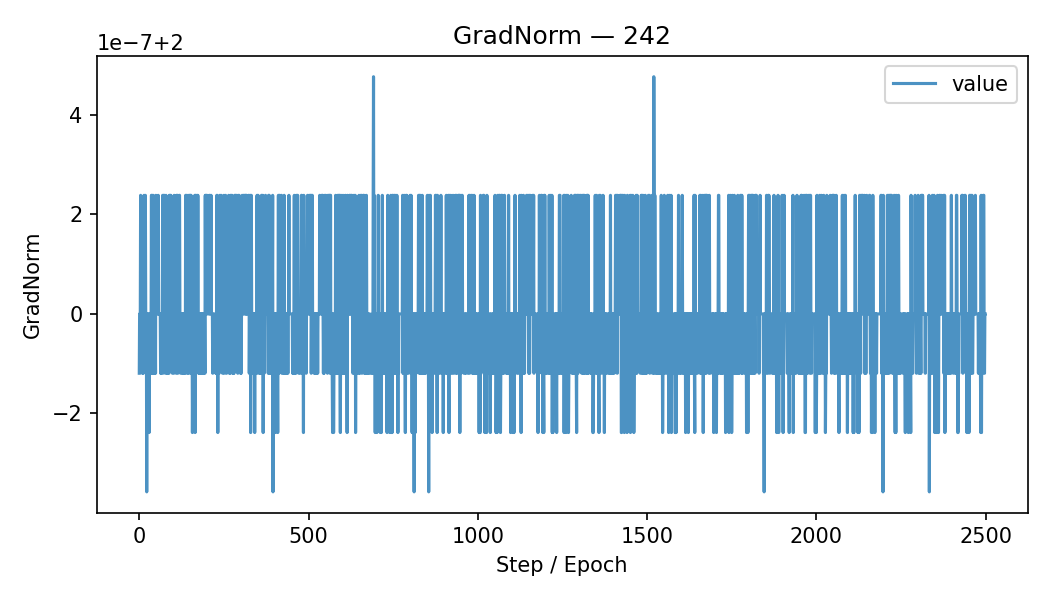 GradNorm — 242
1e−7+2
value
GradNorm
4
2
0
−2
0 500 1000 1500 2000 2500
Step / Epoch